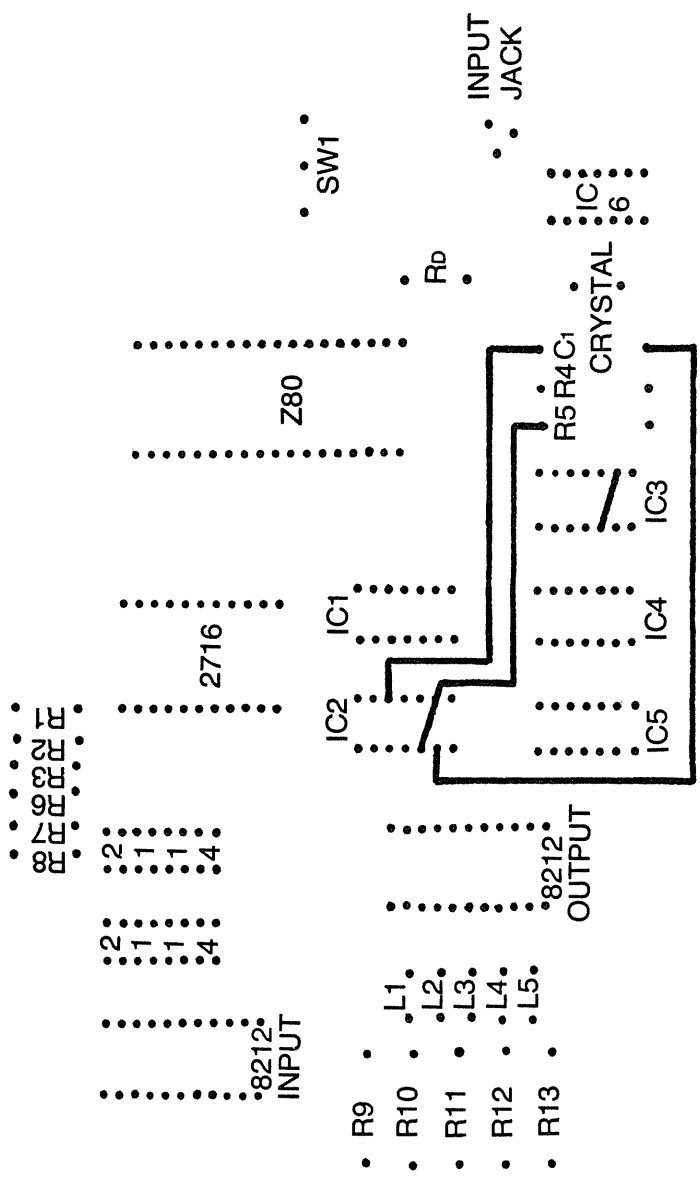 INPUT
JACK
SW1
IC
6
RD
CRYSTAL
R5 R4 C1
Z80
IC3
IC1
IC4
2716
IC2
IC5
R1
R2
R3
R6
R7
R8
2
1
1
4
2
1
1
4
8212
OUTPUT
L1
L2
L3
L4
L5
8212
INPUT
R9
R10
R11
R12
R13